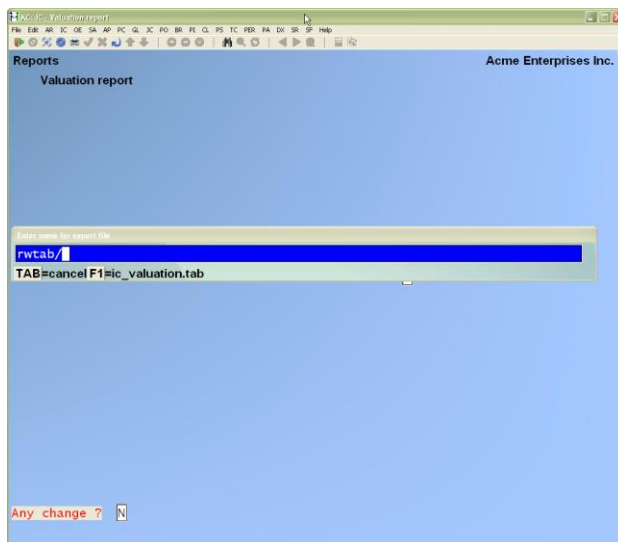 KC: IC - Valuation report
File Edit AR IC OE SA AP PC GL JC PO BR PI CL PS TC PER PA DX SR SF Help
Reports
Acme Enterprises Inc.
Valuation report
Enter name for export file
rwtab/
TAB=cancel F1=ic_valuation.tab
Any change ? N